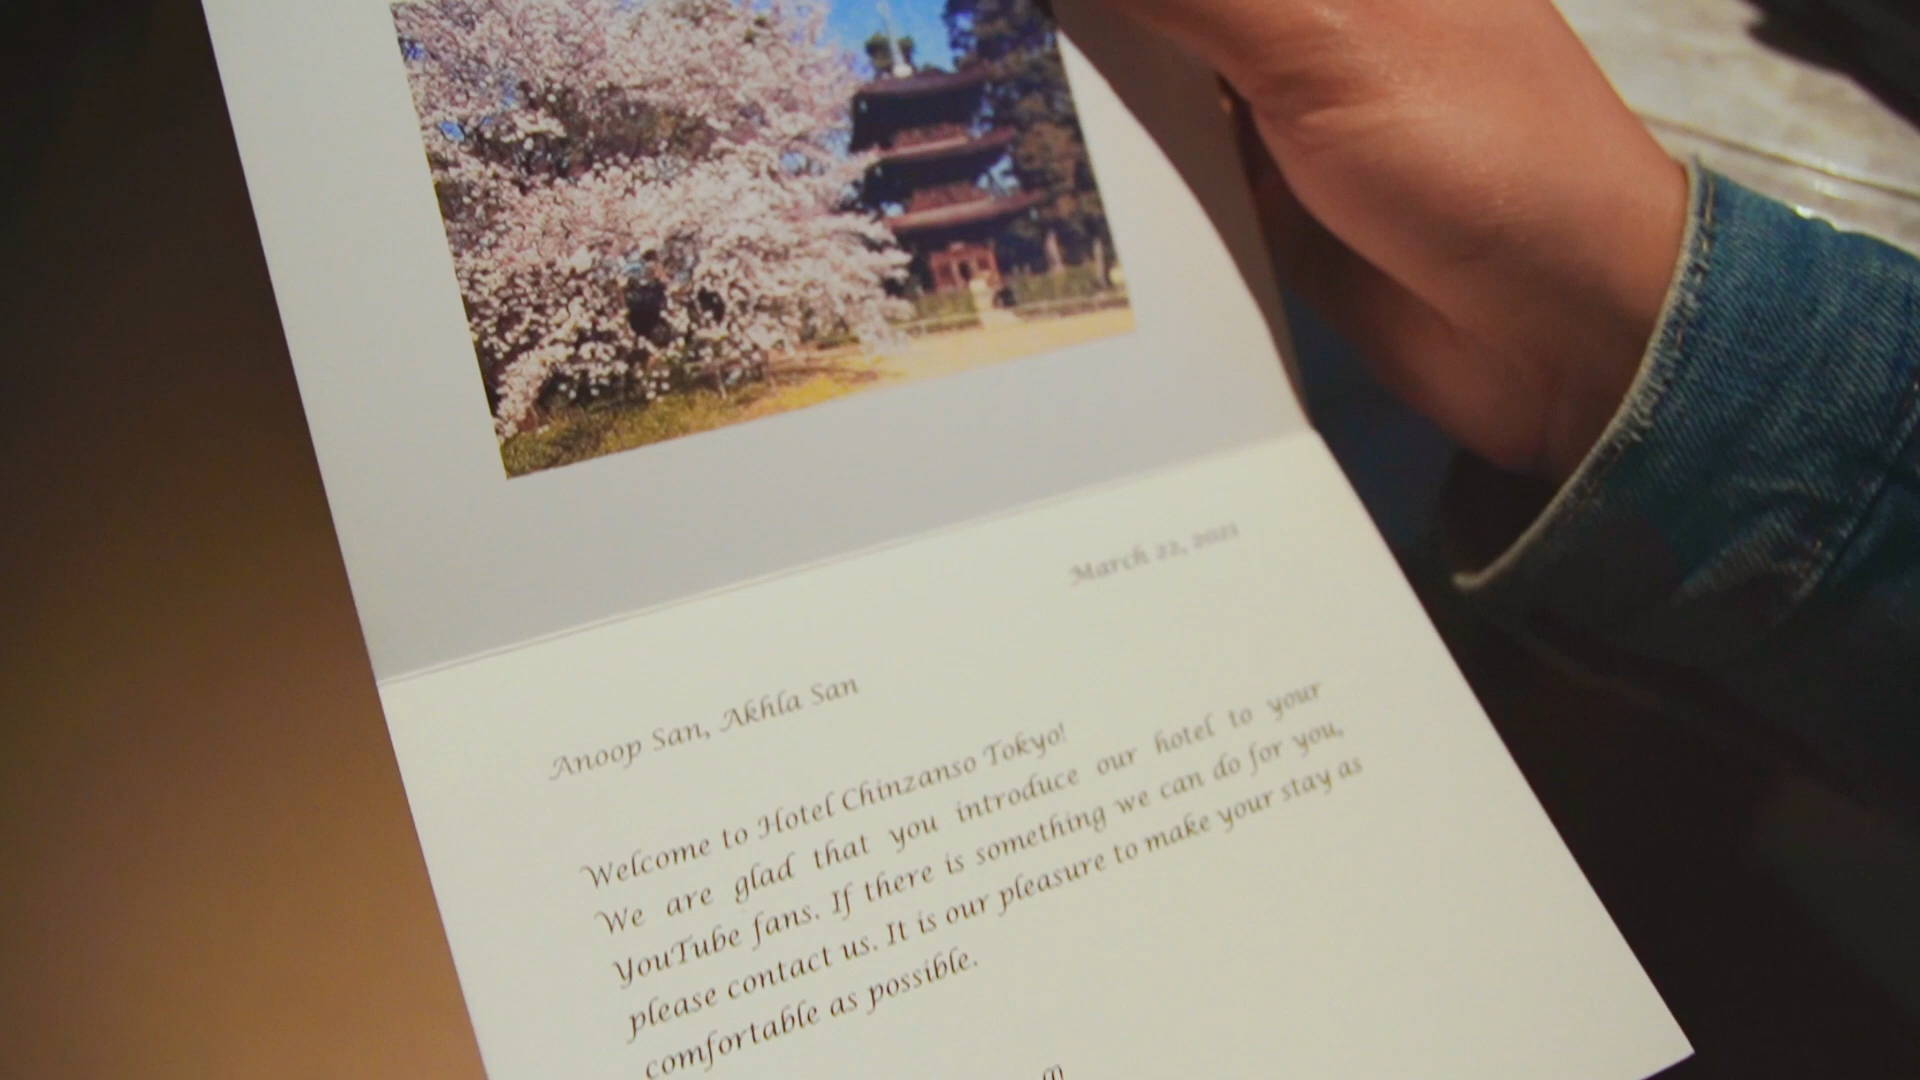 March 22, 2021
Anoop San, Akhla San
Welcome to Hotel Chinzanso Tokyo!
We are glad that you introduce our hotel to your
YouTube fans. If there is something we can do for you,
please contact us. It is our pleasure to make your stay as
comfortable as possible.